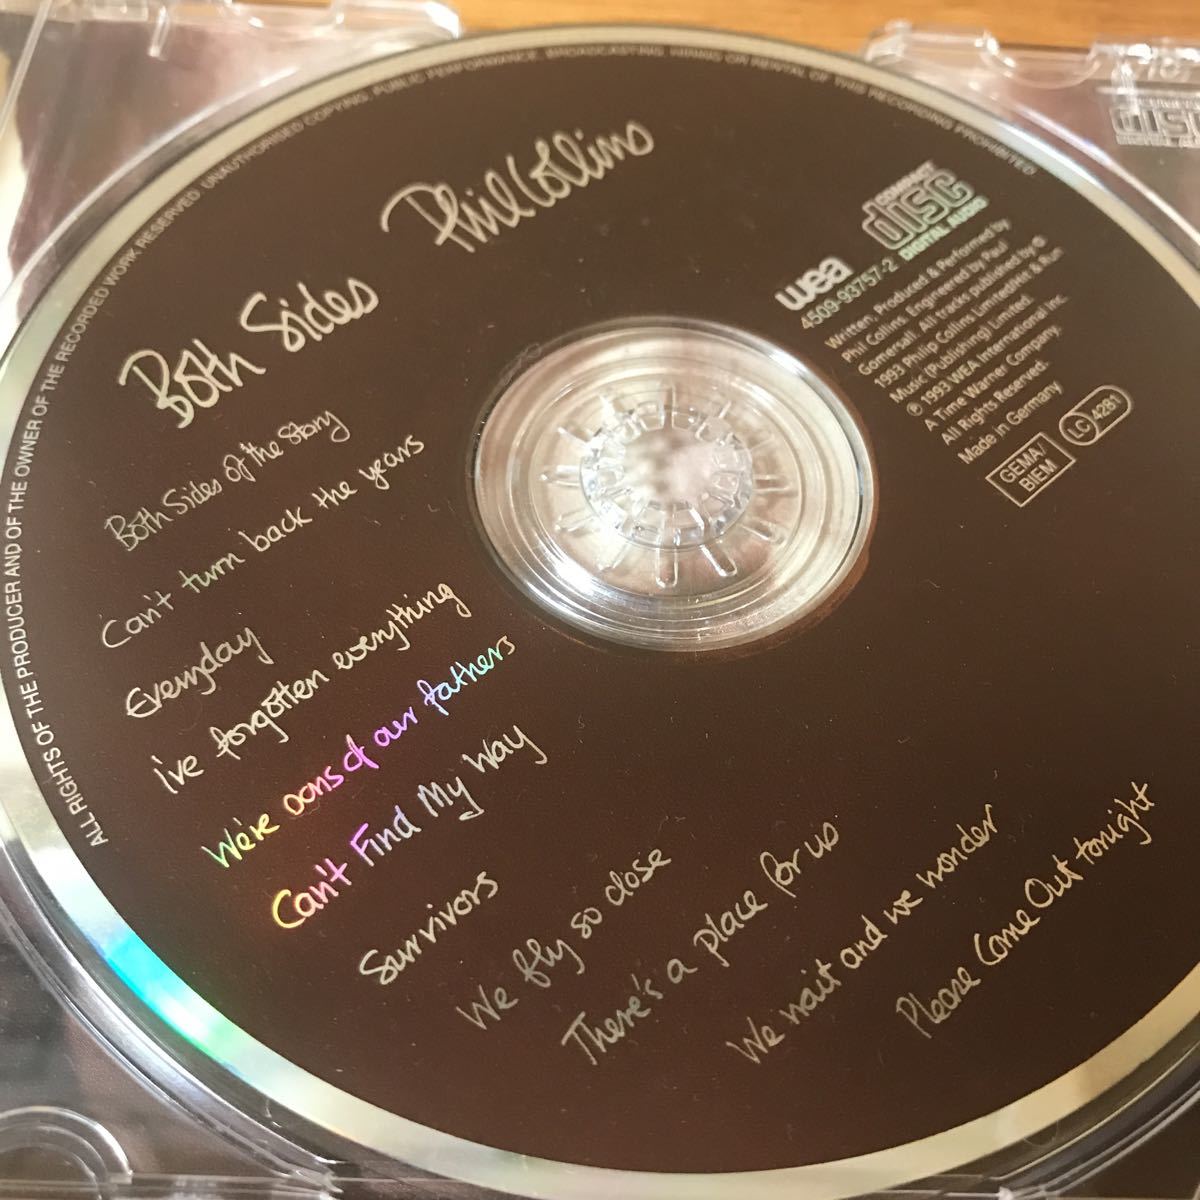 ALL RIGHTS OF THE PRODUCER AND OF THE OWNER OF THE RECORDED WORK RESERVED. UNAUTHORISED COPYING, PUBLIC PERFORMANCE, BROADCASTING, HIRING OR RENTAL OF THIS RECORDING PROHIBITED.
Phil Collins
Both Sides
Both Sides of the Story
Can't turn back the years
Everyday
I've forgotten everything
We're sons of our fathers
Can't Find My Way
Survivors
We fly so close
There's a place for us
We wait and we wonder
Please Come Out tonight
COMPACT
disc
DIGITAL AUDIO
wea
4509-93757-2
Written, Produced & Performed by
Phil Collins. Engineered by Paul
Gomersall. All tracks published by ©
1993 Philip Collins Limited/Hit & Run
Music (Publishing) Limited.
℗ 1993 WEA International Inc.
A Time Warner Company.
All Rights Reserved.
Made in Germany
GEMA/
BIEM
LC 4281
disc